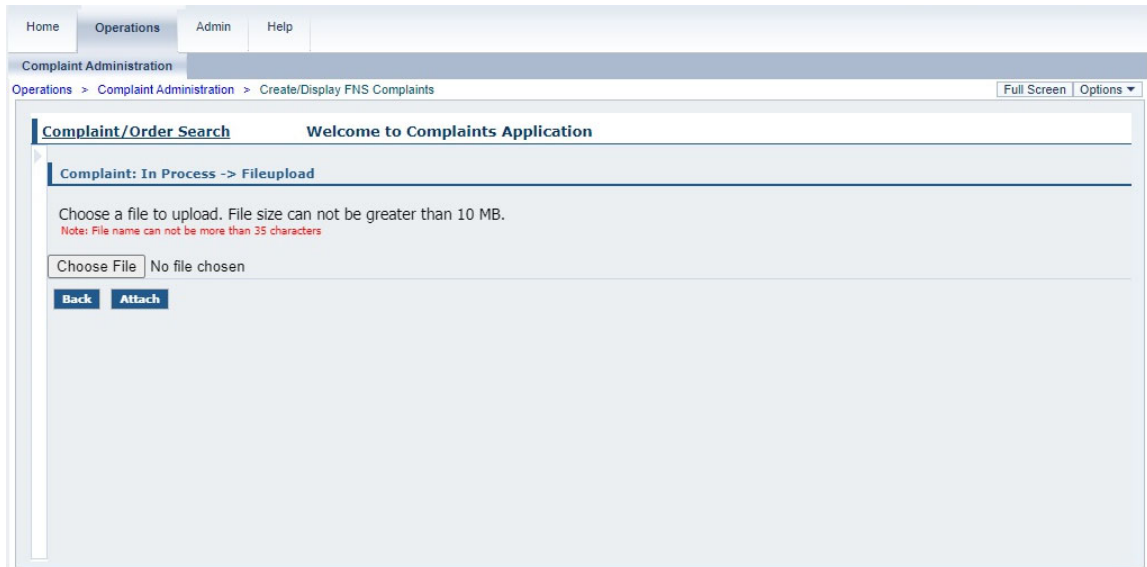 Home Operations Admin Help
Complaint Administration
Operations > Complaint Administration > Create/Display FNS Complaints Full Screen Options
Complaint/Order Search Welcome to Complaints Application
Complaint: In Process -> Fileupload
Choose a file to upload. File size can not be greater than 10 MB.
Note: File name can not be more than 35 characters
Choose File No file chosen
Back Attach